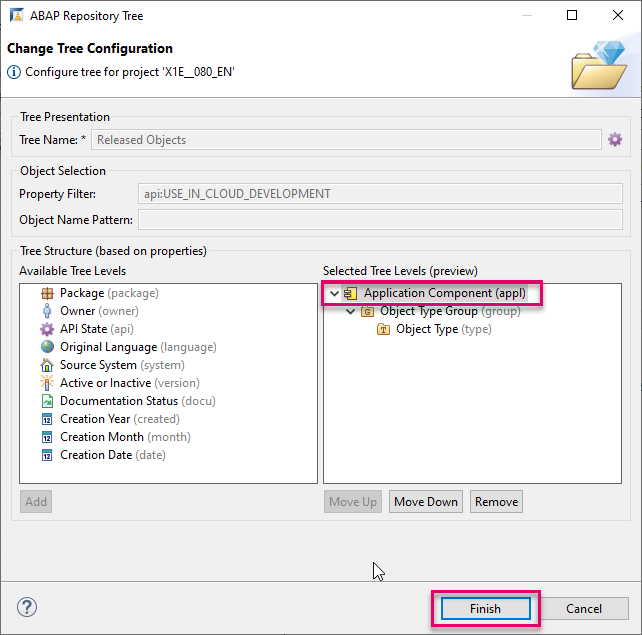 ABAP Repository Tree
Change Tree Configuration
Configure tree for project 'X1E__080_EN'
Tree Presentation
Tree Name: * Released Objects
Object Selection
Property Filter: api:USE_IN_CLOUD_DEVELOPMENT
Object Name Pattern:
Tree Structure (based on properties)
Available Tree Levels
Package (package)
Owner (owner)
API State (api)
Original Language (language)
Source System (system)
Active or Inactive (version)
Documentation Status (docu)
12 Creation Year (created)
12 Creation Month (month)
12 Creation Date (date)
Add
Selected Tree Levels (preview)
Application Component (appl)
G Object Type Group (group)
T Object Type (type)
Move Up Move Down Remove
? Finish Cancel